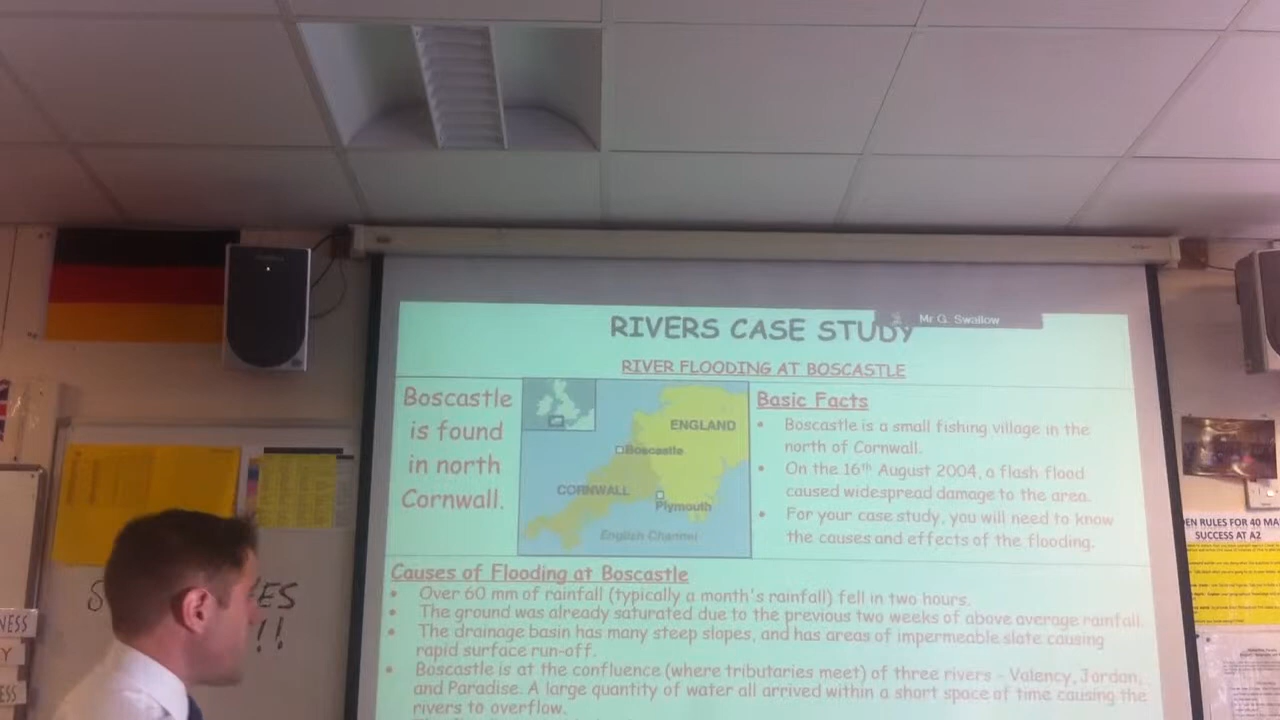 RIVERS CASE STUDY
Mr G. Swallow
RIVER FLOODING AT BOSCASTLE
Boscastle
is found
in north
Cornwall.
ENGLAND
Boscastle
CORNWALL
Plymouth
English Channel
Basic Facts
• Boscastle is a small fishing village in the
north of Cornwall.
• On the 16th August 2004, a flash flood
caused widespread damage to the area.
• For your case study, you will need to know
the causes and effects of the flooding.
Causes of Flooding at Boscastle
• Over 60 mm of rainfall (typically a month's rainfall) fell in two hours.
• The ground was already saturated due to the previous two weeks of above average rainfall.
• The drainage basin has many steep slopes, and has areas of impermeable slate causing
rapid surface run-off.
• Boscastle is at the confluence (where tributaries meet) of three rivers - Valency, Jordan,
and Paradise. A large quantity of water all arrived within a short space of time causing the
rivers to overflow.
S
ES
!!
NESS
Y
ESS
EN RULES FOR 40 MA
SUCCESS AT A2